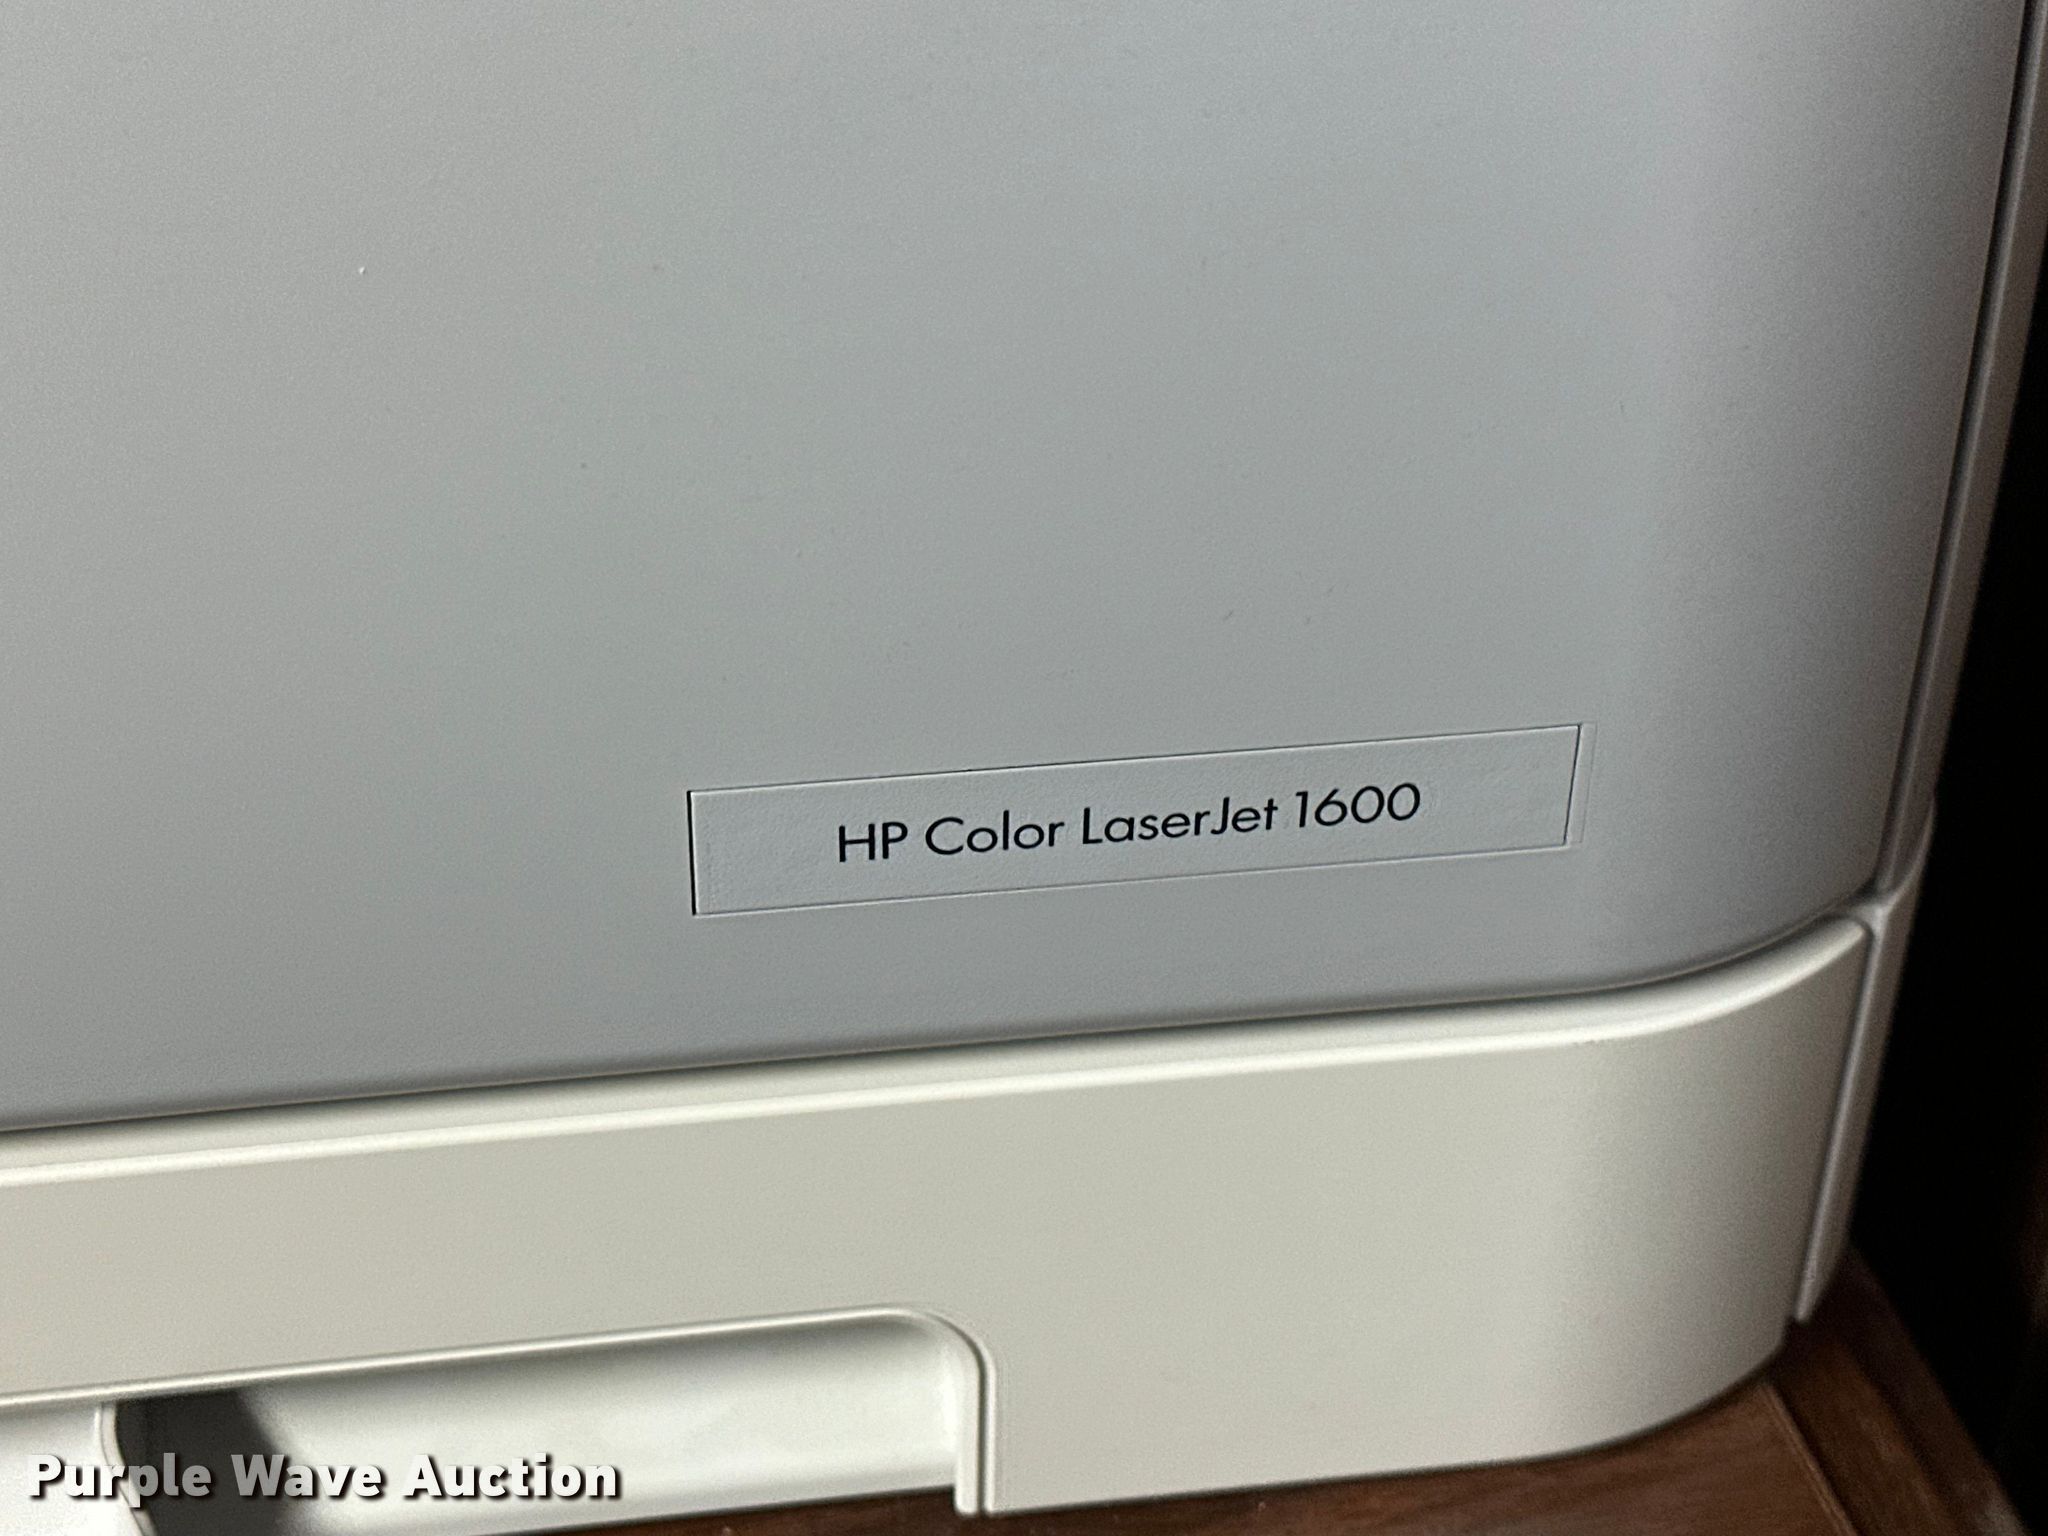 HP Color LaserJet 1600
Purple Wave Auction